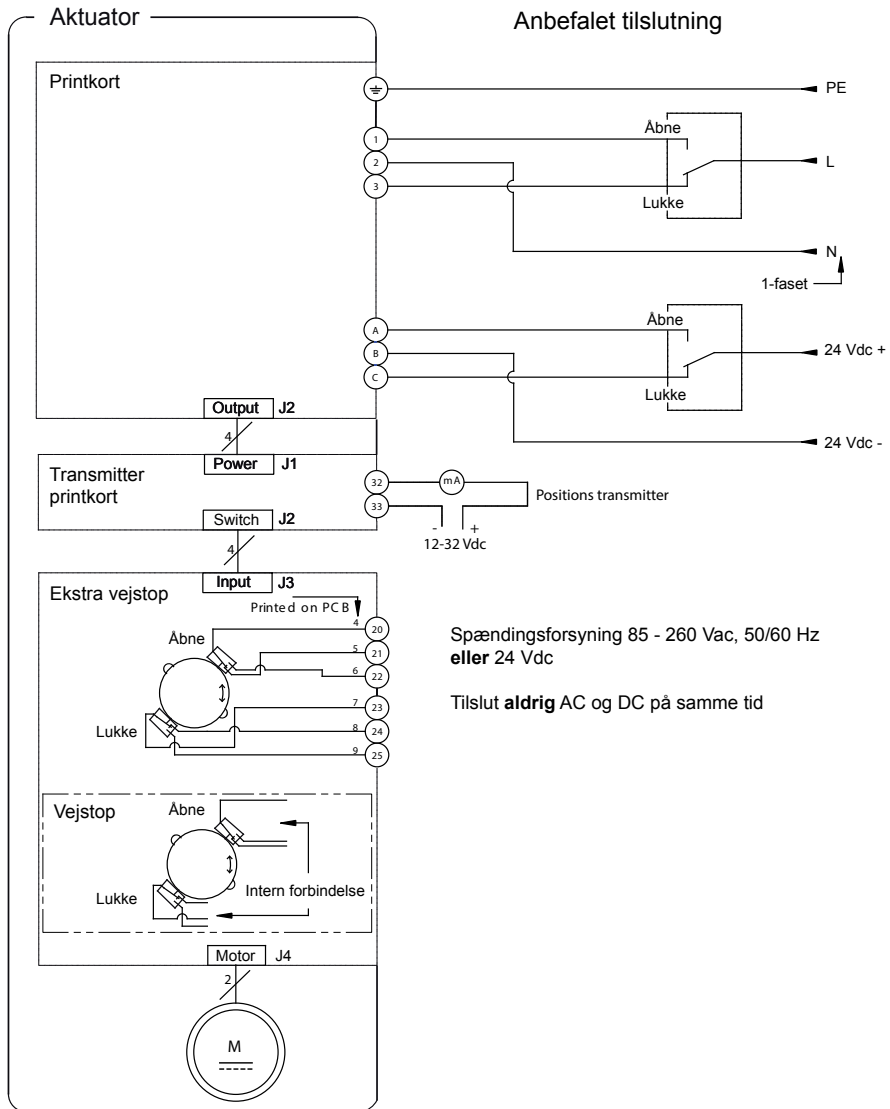 Aktuator
Anbefalet tilslutning
Printkort
PE
1
Åbne
2
L
3
Lukke
N
1-faset
A
Åbne
B
24 Vdc +
C
Lukke
Output J2
24 Vdc -
4
Power J1
Transmitter
printkort
32
mA
Positions transmitter
33
- +
12-32 Vdc
Switch J2
4
Input J3
Ekstra vejstop
Printed on PCB
Åbne
4 20
5 21
6 22
7 23
Lukke
8 24
9 25
Spændingsforsyning 85 - 260 Vac, 50/60 Hz
eller 24 Vdc
Tilslut aldrig AC og DC på samme tid
Vejstop
Åbne
Intern forbindelse
Lukke
Motor J4
2
M